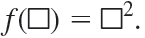 f(□) = □².